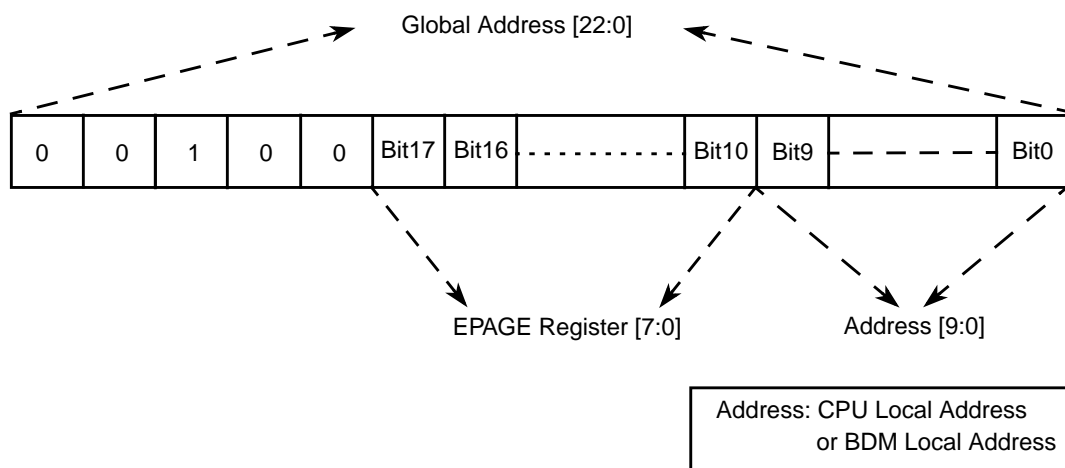 Global Address [22:0]
0 0 1 0 0 Bit17 Bit16 Bit10 Bit9 Bit0
EPAGE Register [7:0] Address [9:0]
Address: CPU Local Address
or BDM Local Address